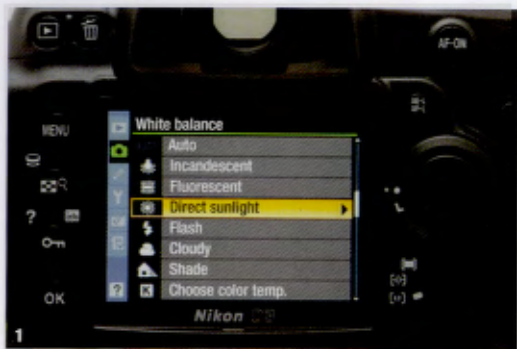 AF-ON
MENU
White balance
Auto
Incandescent
Fluorescent
Direct sunlight
Flash
Cloudy
Shade
Choose color temp.
?
?
OK
Nikon
1